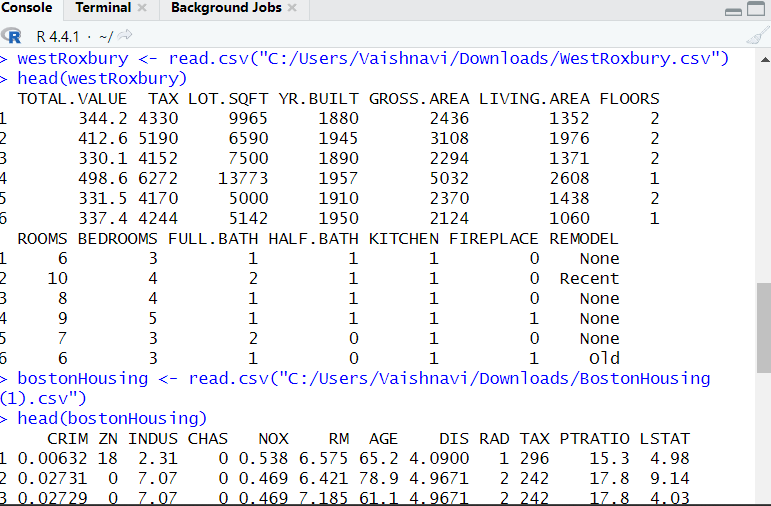 Console Terminal Background Jobs
R R 4.4.1 · ~/
> westRoxbury <- read.csv("C:/Users/Vaishnavi/Downloads/WestRoxbury.csv")
> head(westRoxbury)
TOTAL.VALUE TAX LOT.SQFT YR.BUILT GROSS.AREA LIVING.AREA FLOORS
1 344.2 4330 9965 1880 2436 1352 2
2 412.6 5190 6590 1945 3108 1976 2
3 330.1 4152 7500 1890 2294 1371 2
4 498.6 6272 13773 1957 5032 2608 1
5 331.5 4170 5000 1910 2370 1438 2
6 337.4 4244 5142 1950 2124 1060 1
ROOMS BEDROOMS FULL.BATH HALF.BATH KITCHEN FIREPLACE REMODEL
1 6 3 1 1 1 0 None
2 10 4 2 1 1 0 Recent
3 8 4 1 1 1 0 None
4 9 5 1 1 1 1 None
5 7 3 2 0 1 0 None
6 6 3 1 0 1 1 Old
> bostonHousing <- read.csv("C:/Users/Vaishnavi/Downloads/BostonHousing
(1).csv")
> head(bostonHousing)
CRIM ZN INDUS CHAS NOX RM AGE DIS RAD TAX PTRATIO LSTAT
1 0.00632 18 2.31 0 0.538 6.575 65.2 4.0900 1 296 15.3 4.98
2 0.02731 0 7.07 0 0.469 6.421 78.9 4.9671 2 242 17.8 9.14
3 0.02729 0 7.07 0 0.469 7.185 61.1 4.9671 2 242 17.8 4.03